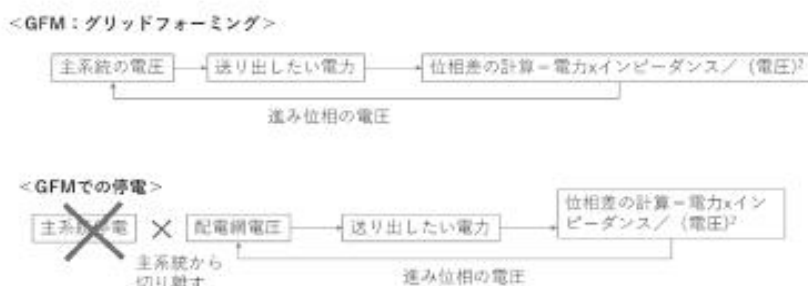 <GFM：グリッドフォーミング>
主系統の電圧
送り出したい電力
位相差の計算＝電力xインピーダンス／（電圧)²
進み位相の電圧
<GFMでの停電>
主系統停電
配電網電圧
送り出したい電力
位相差の計算＝電力xイン
ピーダンス／（電圧)²
主系統から
切り離す
進み位相の電圧